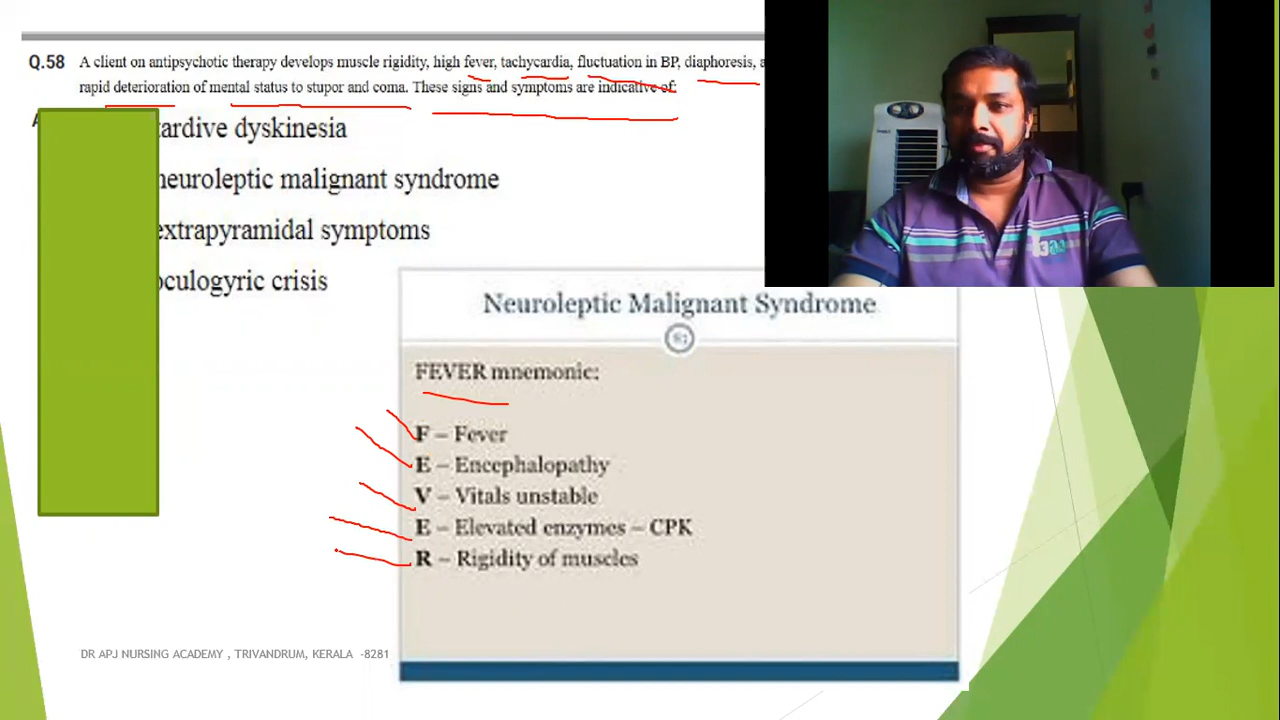 Q.58 A client on antipsychotic therapy develops muscle rigidity, high fever, tachycardia, fluctuation in BP, diaphoresis,
rapid deterioration of mental status to stupor and coma. These signs and symptoms are indicative of:
tardive dyskinesia
neuroleptic malignant syndrome
extrapyramidal symptoms
oculogyric crisis
Neuroleptic Malignant Syndrome
FEVER mnemonic:
F – Fever
E – Encephalopathy
V – Vitals unstable
E – Elevated enzymes – CPK
R – Rigidity of muscles
DR APJ NURSING ACADEMY , TRIVANDRUM, KERALA -8281